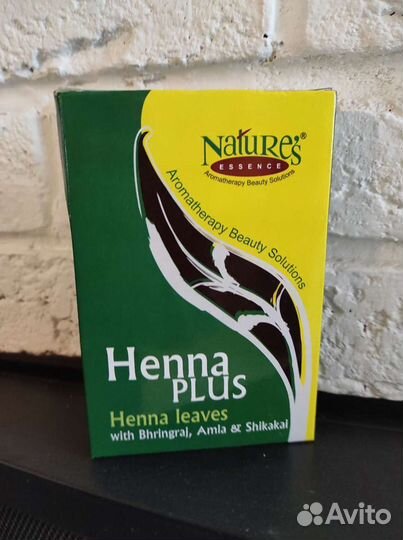 NaTuRe's®
ESSENCE
Aromatherapy Beauty Solutions
Aromatherapy Beauty Solutions
Henna
PLUS
Henna leaves
with Bhringraj, Amla & Shikakai
Avito